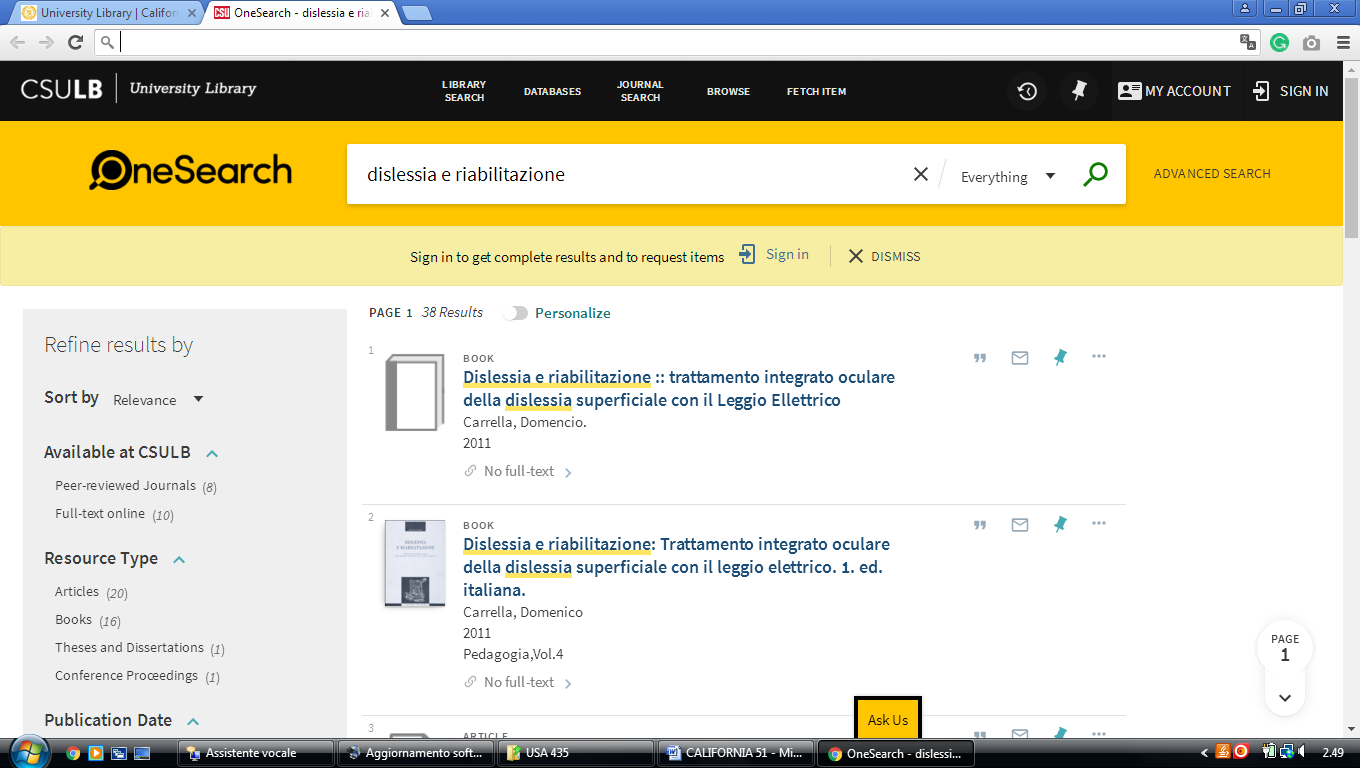 University Library | Californ
OneSearch - dislessia e ria
CSULB
University Library
LIBRARY
SEARCH
DATABASES
JOURNAL
SEARCH
BROWSE
FETCH ITEM
MY ACCOUNT
SIGN IN
OneSearch
dislessia e riabilitazione
Everything
ADVANCED SEARCH
Sign in to get complete results and to request items
Sign in
DISMISS
Refine results by
Sort by Relevance
Available at CSULB
Peer-reviewed Journals (8)
Full-text online (10)
Resource Type
Articles (20)
Books (16)
Theses and Dissertations (1)
Conference Proceedings (1)
Publication Date
PAGE 1 38 Results
Personalize
1
BOOK
Dislessia e riabilitazione :: trattamento integrato oculare
della dislessia superficiale con il Leggio Ellettrico
Carrella, Domencio.
2011
No full-text
2
DISLESSIA
E RIABILITAZIONE
BOOK
Dislessia e riabilitazione: Trattamento integrato oculare
della dislessia superficiale con il leggio elettrico. 1. ed.
italiana.
Carrella, Domenico
2011
Pedagogia,Vol.4
No full-text
3
ARTICLE
PAGE
1
Ask Us
Assistente vocale
Aggiornamento soft...
USA 435
CALIFORNIA 51 - Mi...
OneSearch - dislessi...
2.49